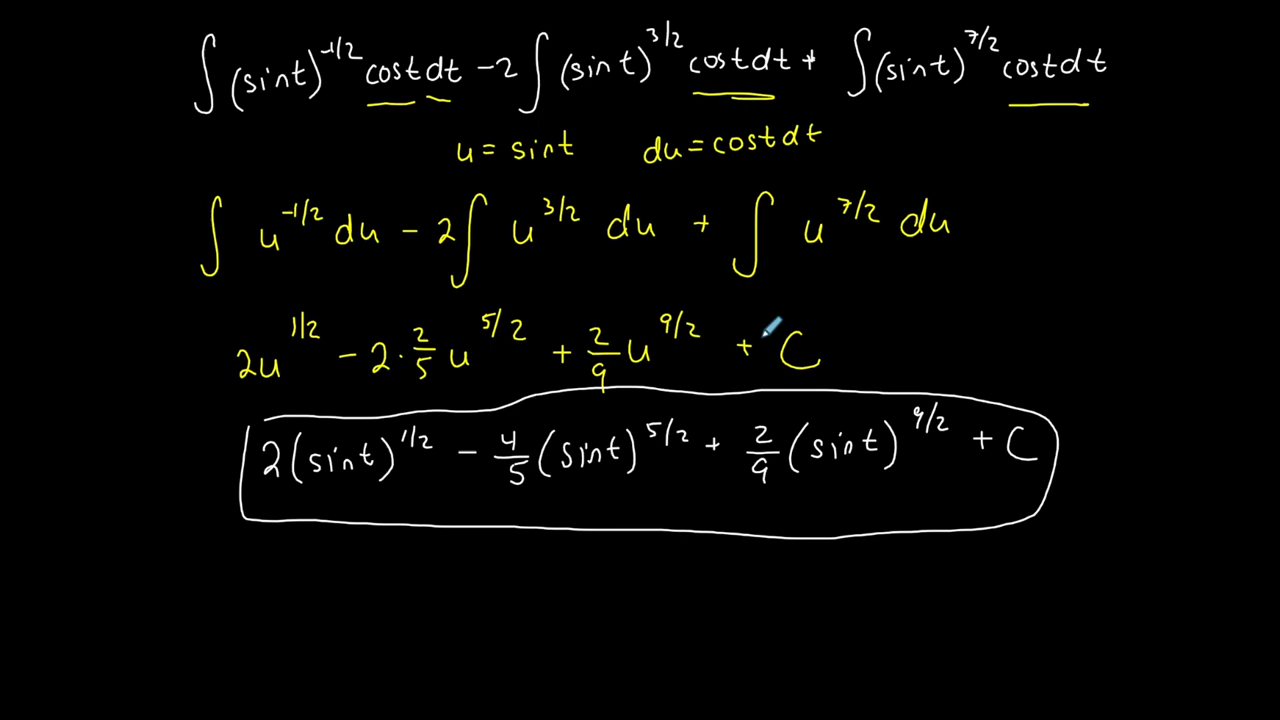 ∫(sint)^-1/2 costdt - 2∫(sint)^3/2 costdt + ∫(sint)^7/2 costdt
u = sint du = costdt
∫ u^-1/2 du - 2∫ u^3/2 du + ∫ u^7/2 du
2u^1/2 - 2·2/5 u^5/2 + 2/9 u^9/2 + C
2(sint)^1/2 - 4/5 (sint)^5/2 + 2/9 (sint)^9/2 + C